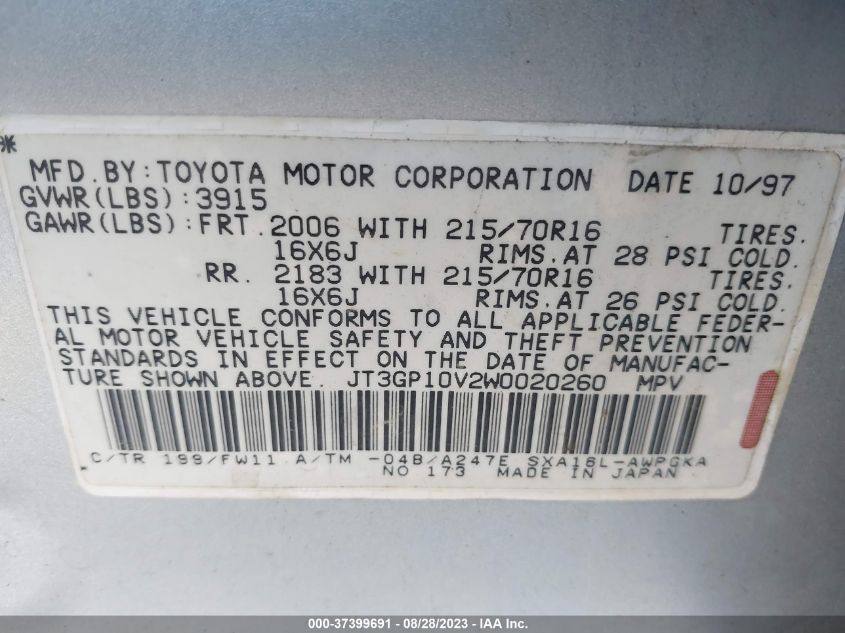 *
MFD.BY:TOYOTA MOTOR CORPORATION DATE 10/97
GVWR(LBS):3915
GAWR(LBS):FRT. 2006 WITH 215/70R16 TIRES.
16X6J RIMS.AT 28 PSI COLD.
RR. 2183 WITH 215/70R16 TIRES.
16X6J RIMS.AT 26 PSI COLD.
THIS VEHICLE CONFORMS TO ALL APPLICABLE FEDER-
AL MOTOR VEHICLE SAFETY AND THEFT PREVENTION
STANDARDS IN EFFECT ON THE DATE OF MANUFAC-
TURE SHOWN ABOVE. JT3GP10V2W0020260 MPV
C/TR 199/FW11 A/TM -04B/A247E SXA16L-AWPGKA
NO 173 MADE IN JAPAN
000-37399691 / 08/28/2023 - IAA Inc.